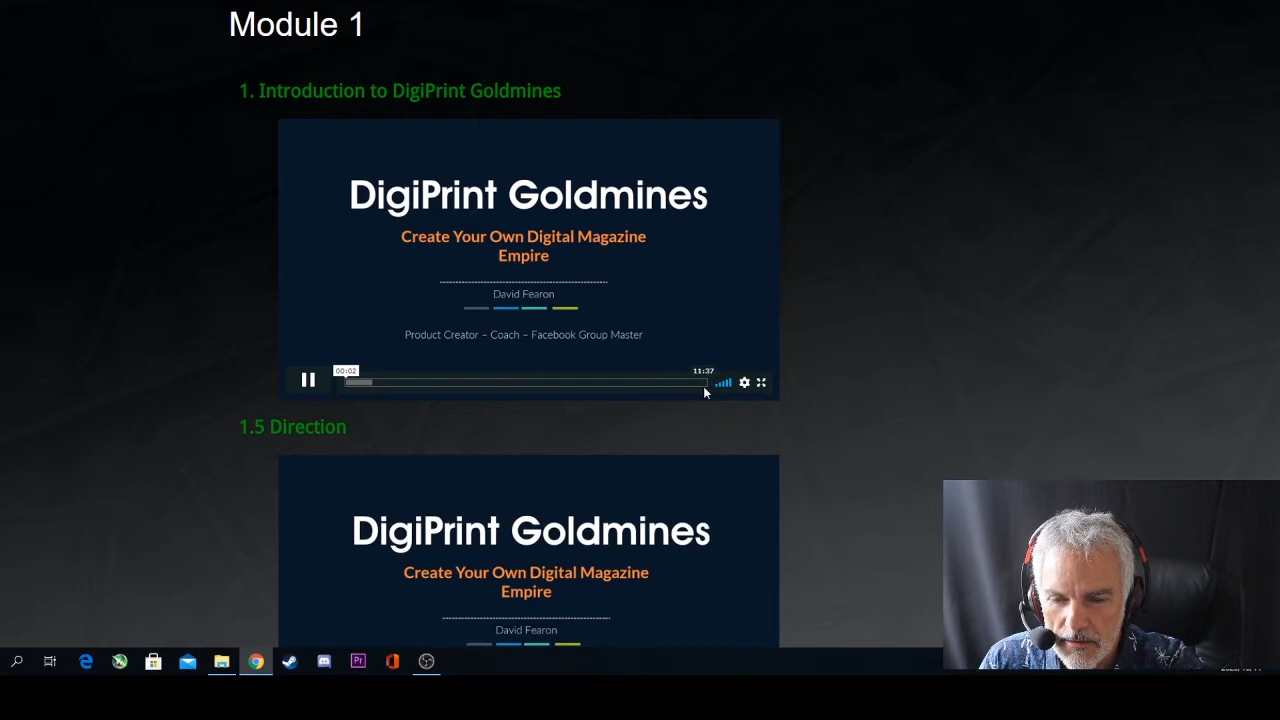 Module 1
1. Introduction to DigiPrint Goldmines
DigiPrint Goldmines
Create Your Own Digital Magazine
Empire
David Fearon
Product Creator – Coach – Facebook Group Master
00:02
11:37
1.5 Direction
DigiPrint Goldmines
Create Your Own Digital Magazine
Empire
David Fearon
Pr